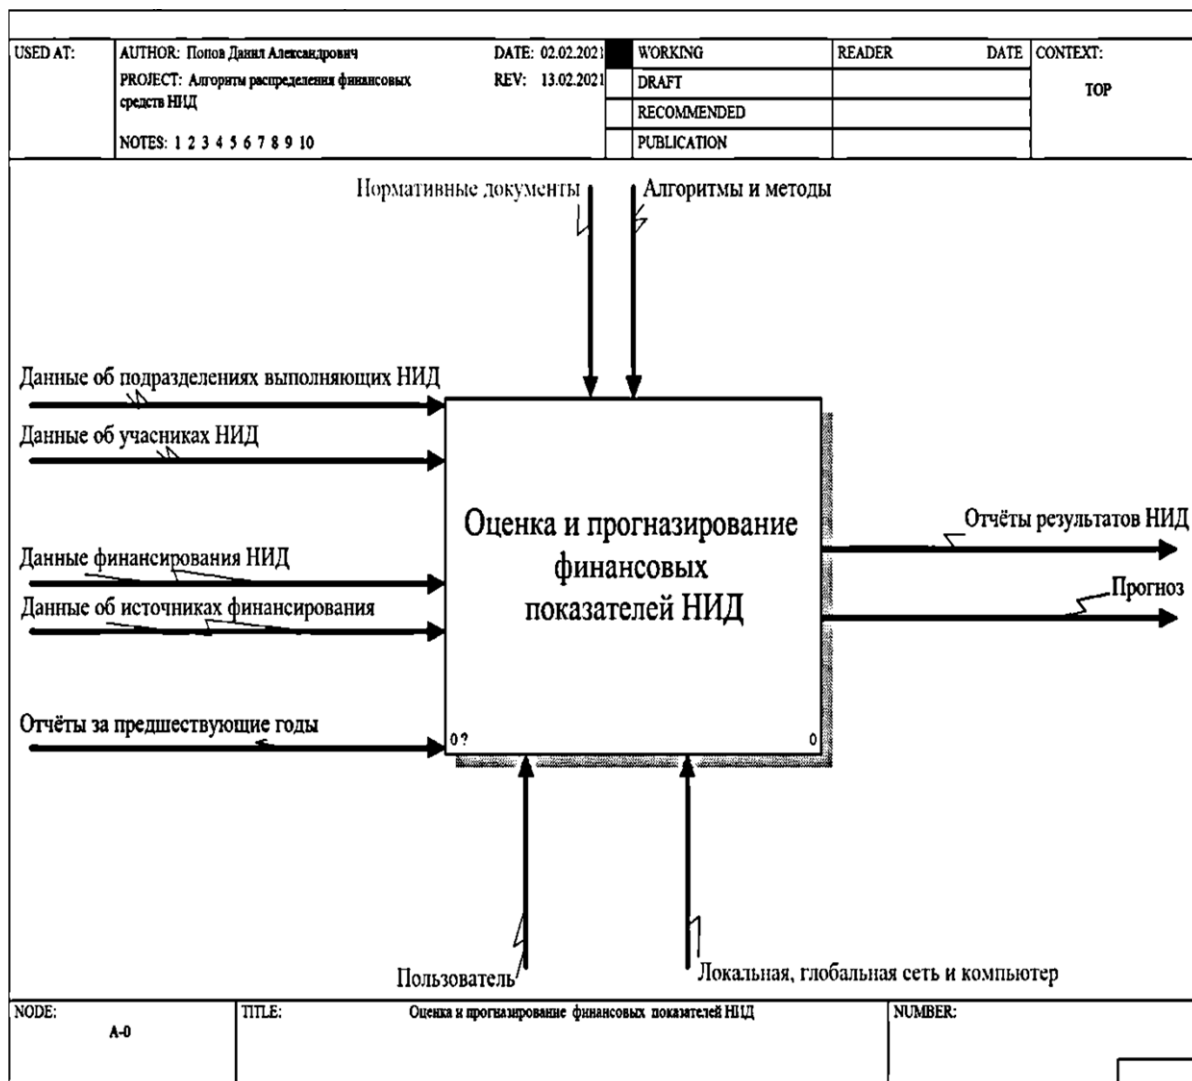 USED AT:
AUTHOR: Попов Данил Александрович
DATE: 02.02.2021
PROJECT: Алгоритм распределения финансовых
средств НИД
REV: 13.02.2021
NOTES: 1 2 3 4 5 6 7 8 9 10
WORKING
DRAFT
RECOMMENDED
PUBLICATION
READER
DATE
CONTEXT:
TOP
Нормативные документы
Алгоритмы и методы
Данные об подразделениях выполняющих НИД
Данные об учасниках НИД
Данные финансирования НИД
Данные об источниках финансирования
Отчёты за предшествующие годы
Оценка и прогназирование
финансовых
показателей НИД
0 ?
0
Отчёты результатов НИД
Прогноз
Пользователь
Локальная, глобальная сеть и компьютер
NODE:
A-0
TITLE:
Оценка и прогназирование финансовых показателей НИД
NUMBER: